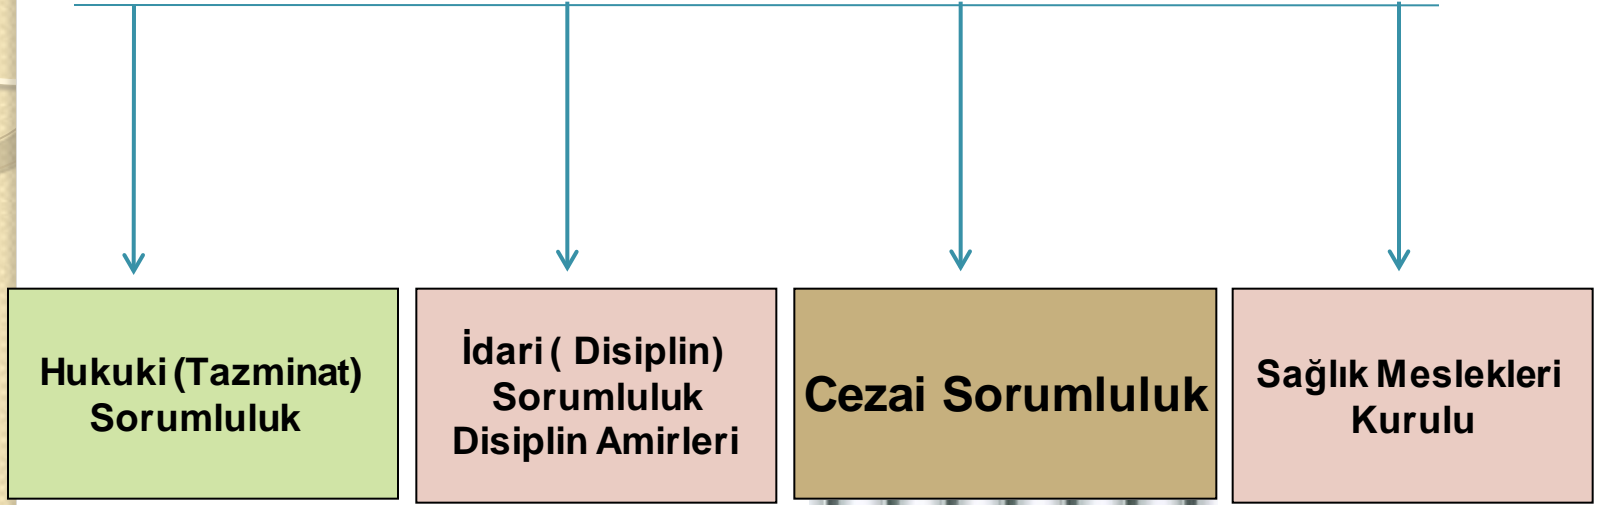 Hukuki (Tazminat)
Sorumluluk
İdari ( Disiplin)
Sorumluluk
Disiplin Amirleri
Cezai Sorumluluk
Sağlık Meslekleri
Kurulu